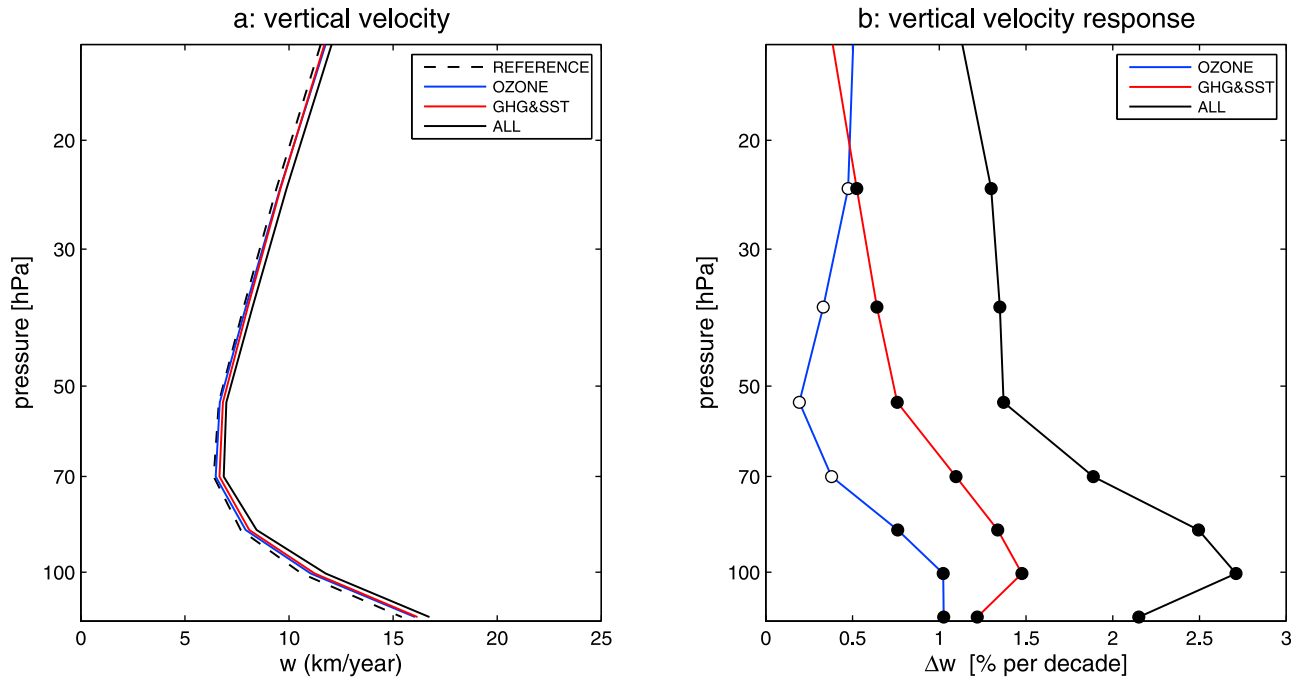 a: vertical velocity
REFERENCE
OZONE
GHG&SST
ALL
20
30
50
70
100
pressure [hPa]
0 5 10 15 20 25
w (km/year)
b: vertical velocity response
OZONE
GHG&SST
ALL
20
30
50
70
100
pressure [hPa]
0 0.5 1 1.5 2 2.5 3
Δw [% per decade]